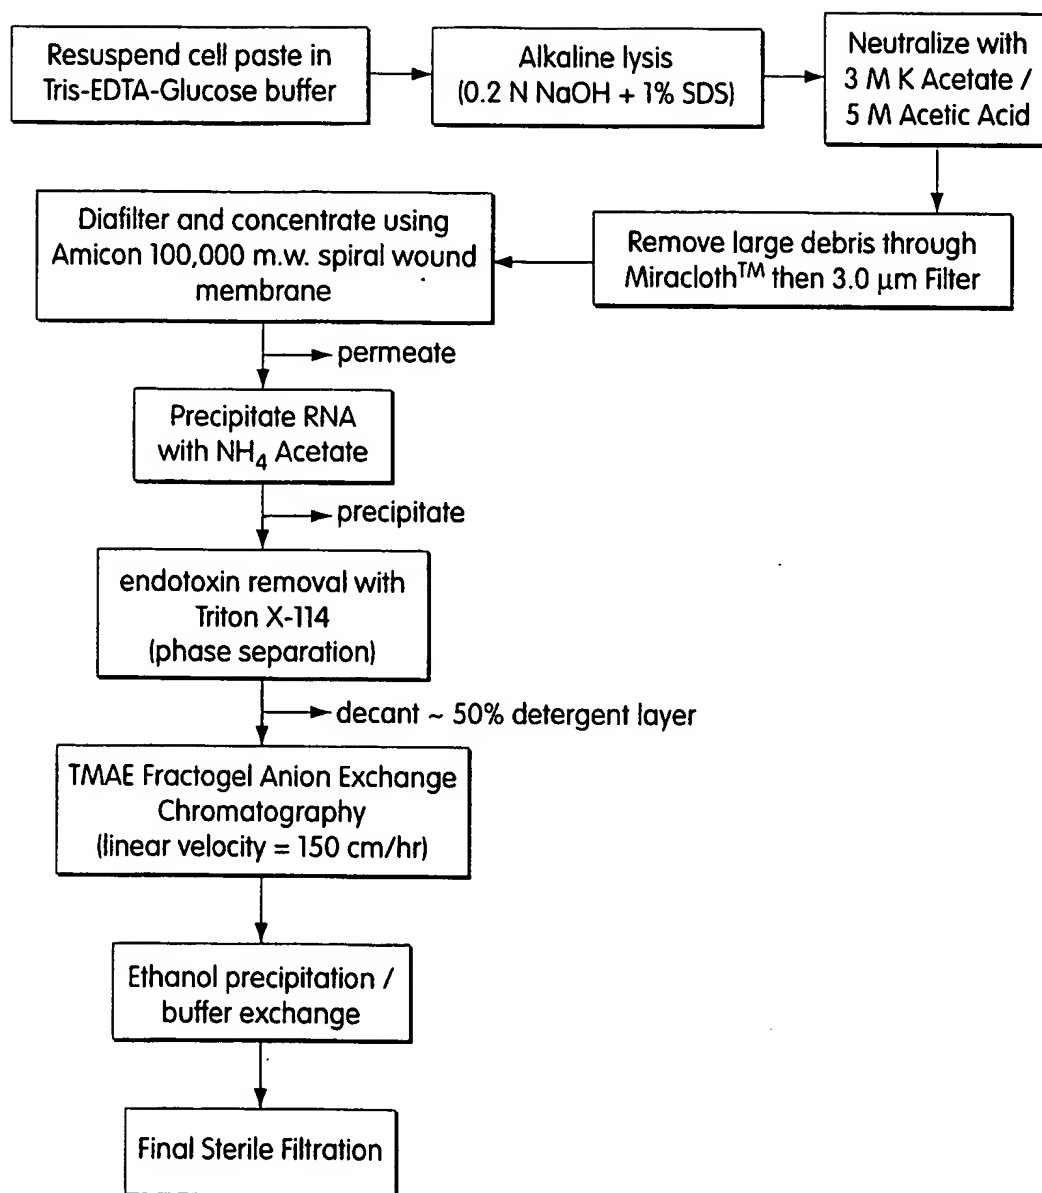 Resuspend cell paste in
Tris-EDTA-Glucose buffer
Alkaline lysis
(0.2 N NaOH + 1% SDS)
Neutralize with
3 M K Acetate /
5 M Acetic Acid
Remove large debris through
Miracloth™ then 3.0 μm Filter
Diafilter and concentrate using
Amicon 100,000 m.w. spiral wound
membrane
permeate
Precipitate RNA
with NH₄ Acetate
precipitate
endotoxin removal with
Triton X-114
(phase separation)
decant ~ 50% detergent layer
TMAE Fractogel Anion Exchange
Chromatography
(linear velocity = 150 cm/hr)
Ethanol precipitation /
buffer exchange
Final Sterile Filtration